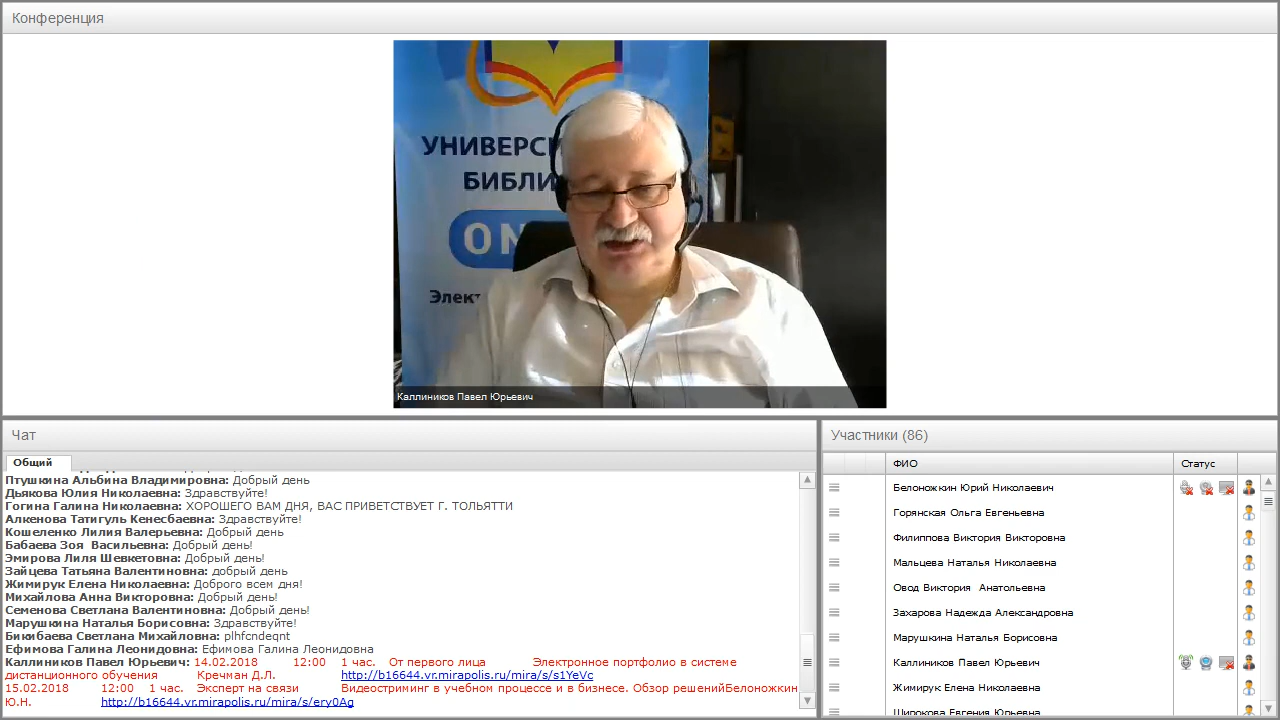 Конференция
УНИВЕРСИ
БИБЛИ
ON
Элект
Каллиников Павел Юрьевич
Чат
Общий
Птушкина Альбина Владимировна: Добрый день
Дьякова Юлия Николаевна: Здравствуйте!
Гогина Галина Николаевна: ХОРОШЕГО ВАМ ДНЯ, ВАС ПРИВЕТСТВУЕТ Г. ТОЛЬЯТТИ
Алкенова Татигуль Кенесбаевна: Здравствуйте!
Кошеленко Лилия Валерьевна: Добрый день
Бабаева Зоя Васильевна: Добрый день!
Эмирова Лиля Шевкетовна: Добрый день!
Зайцева Татьяна Валентиновна: добрый день
Жимирук Елена Николаевна: Доброго всем дня!
Михайлова Анна Викторовна: Добрый день!
Семенова Светлана Валентиновна: Добрый день!
Марушкина Наталья Борисовна: Здравствуйте!
Бикибаева Светлана Михайловна: plhfcndeqnt
Ефимова Галина Леонидовна: Ефимова Галина Леонидовна
Каллиников Павел Юрьевич: 14.02.2018 12:00 1 час. От первого лица Электронное портфолио в системе
дистанционного обучения Кречман Д.Л. http://b16644.vr.mirapolis.ru/mira/s/s1YeVc
15.02.2018 12:00 1 час. Эксперт на связи Видеостриминг в учебном процессе и в бизнесе. Обзор решенийБелоножкин
Ю.Н. http://b16644.vr.mirapolis.ru/mira/s/ery0Ag
Участники (86)
ФИО Статус
Белоножкин Юрий Николаевич
Горянская Ольга Евгеньевна
Филиппова Виктория Викторовна
Мальцева Наталья Николаевна
Овод Виктория Анатольевна
Захарова Надежда Александровна
Марушкина Наталья Борисовна
Каллиников Павел Юрьевич
Жимирук Елена Николаевна
Широкова Евгения Юрьевна